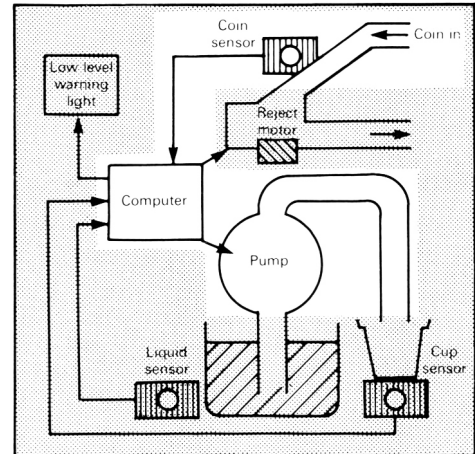 Coin
sensor
Coin in
Low level
warning
light
Reject
motor
Computer
Pump
Liquid
sensor
Cup
sensor